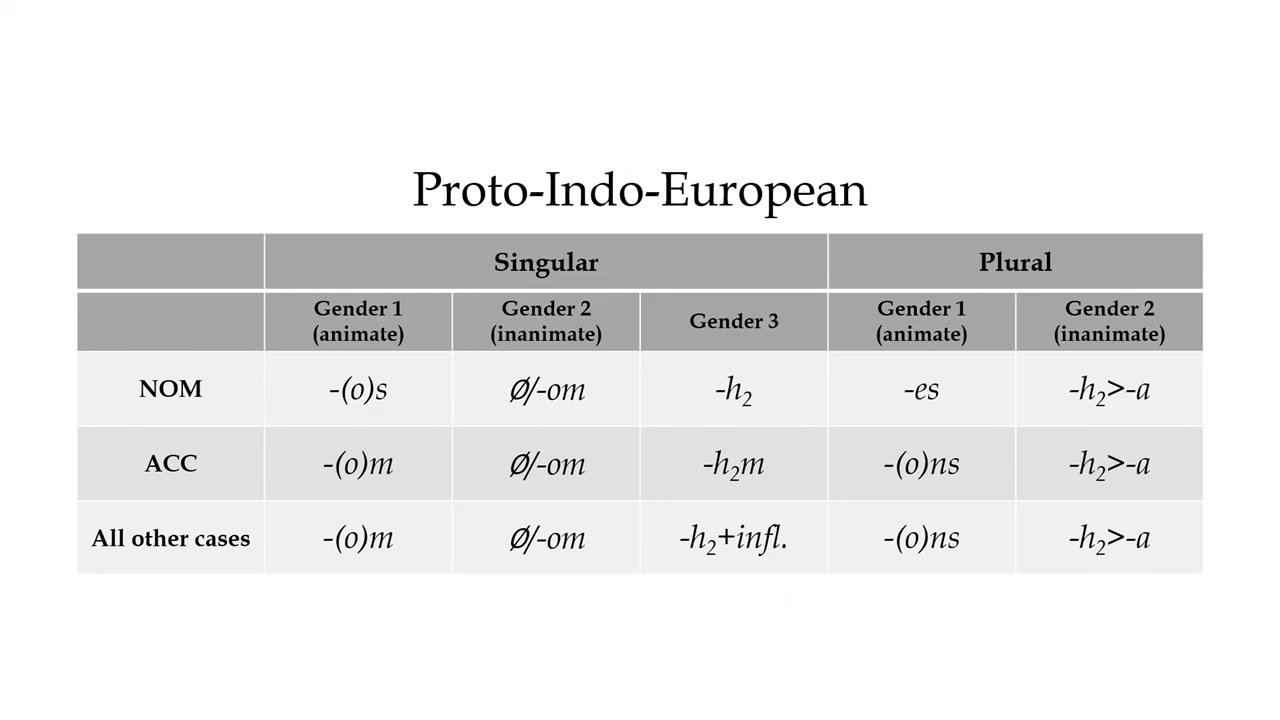 Proto-Indo-European
Singular Plural
Gender 1 (animate) Gender 2 (inanimate) Gender 3 Gender 1 (animate) Gender 2 (inanimate)
NOM -(o)s Ø/-om -h₂ -es -h₂>-a
ACC -(o)m Ø/-om -h₂m -(o)ns -h₂>-a
All other cases -(o)m Ø/-om -h₂+infl. -(o)ns -h₂>-a